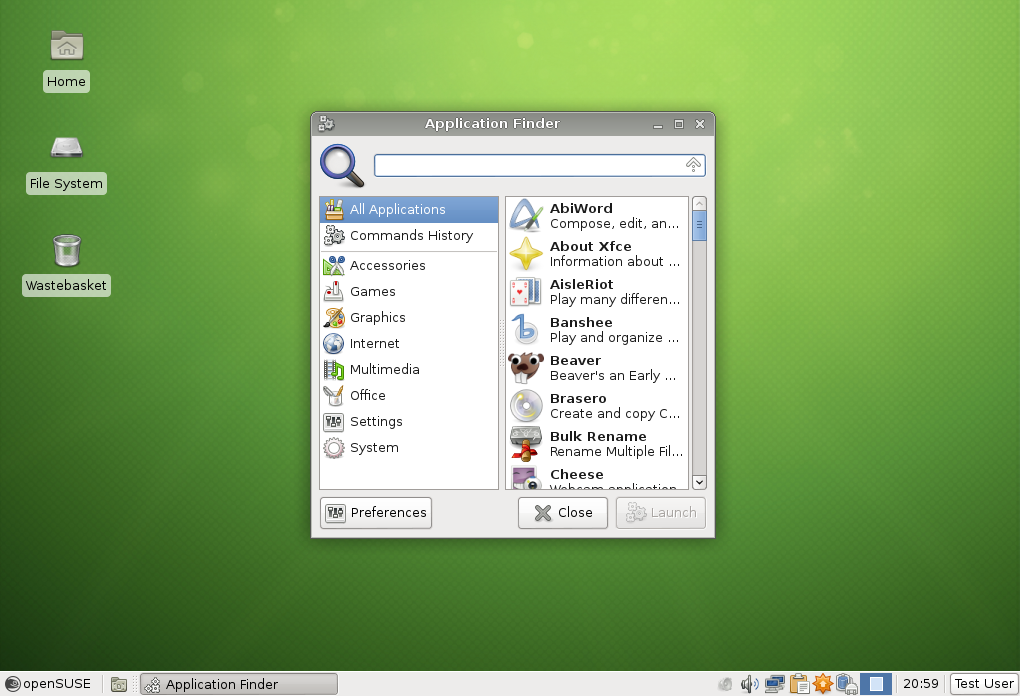 Home
File System
Wastebasket
Application Finder
All Applications
Commands History
Accessories
Games
Graphics
Internet
Multimedia
Office
Settings
System
AbiWord
Compose, edit, an...
About Xfce
Information about ...
AisleRiot
Play many differen...
Banshee
Play and organize ...
Beaver
Beaver's an Early ...
Brasero
Create and copy C...
Bulk Rename
Rename Multiple Fil...
Cheese
Webcam application
Preferences
Close
Launch
openSUSE
Application Finder
20:59
Test User